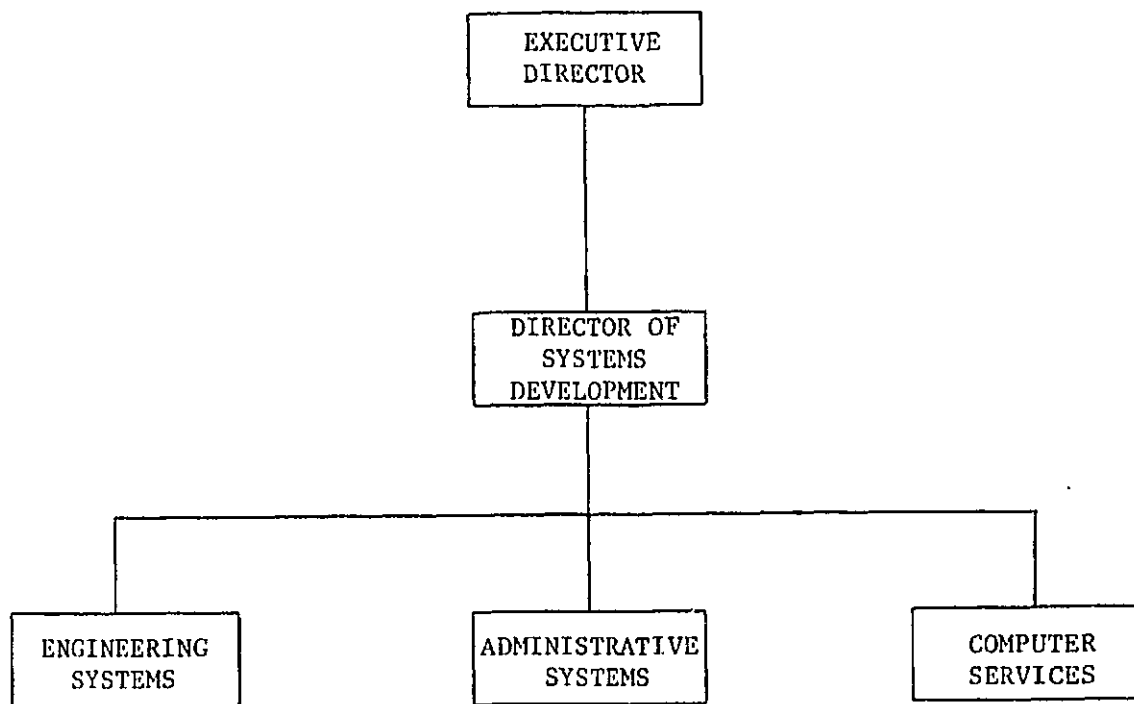 EXECUTIVE
DIRECTOR
DIRECTOR OF
SYSTEMS
DEVELOPMENT
ENGINEERING
SYSTEMS
ADMINISTRATIVE
SYSTEMS
COMPUTER
SERVICES